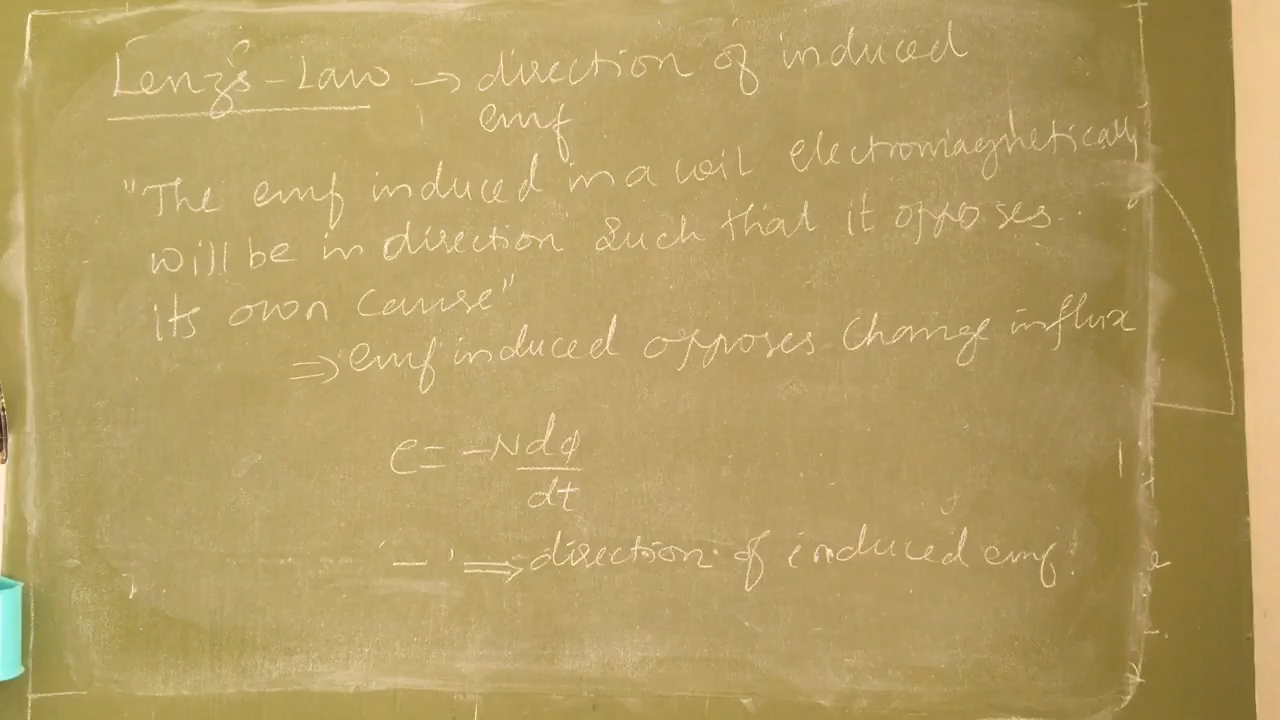 Lenz's-Law → direction of induced
emf
"The emf induced in a coil electromagnetically
will be in direction such that it opposes
its own cause"
⇒ emf induced opposes change in flux
e = -N dφ
dt
'-' ⇒ direction of induced emf.